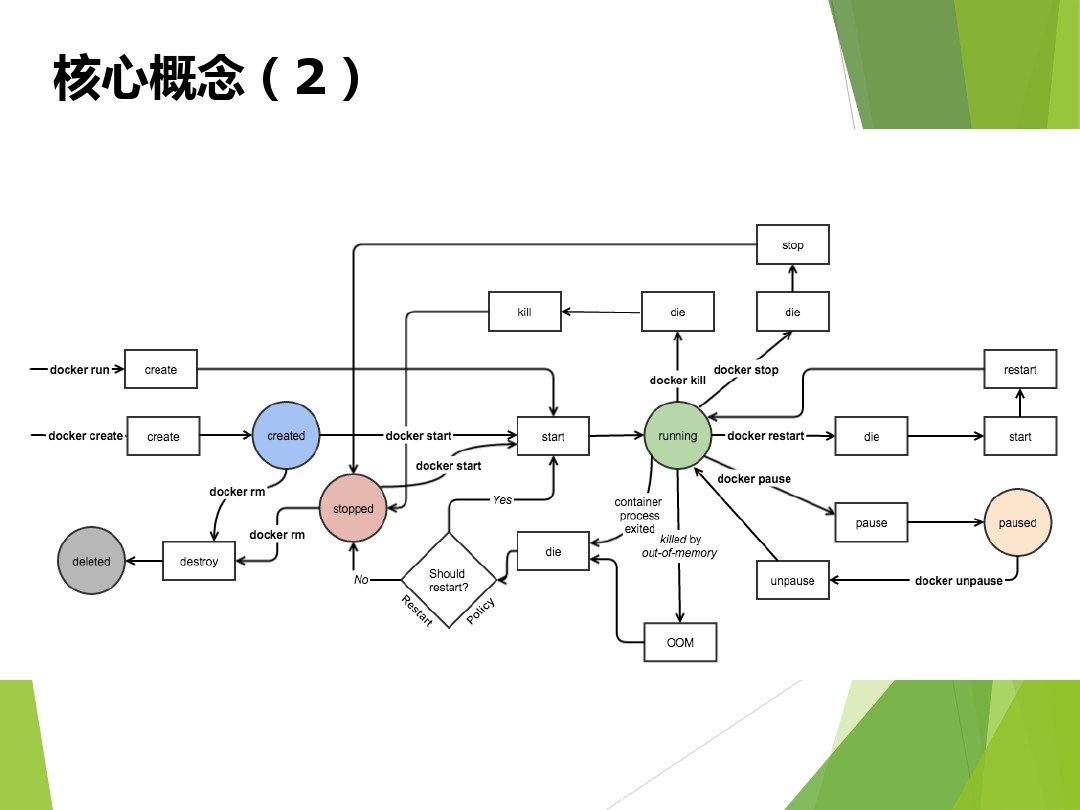 核心概念（2）
stop
kill
die
die
docker run
create
docker kill
docker stop
restart
docker create
create
created
docker start
start
running
docker restart
die
start
docker start
docker pause
docker rm
Yes
container
process
exited
stopped
pause
paused
docker rm
killed by
out-of-memory
die
deleted
destroy
No
Should
restart?
Restart
Policy
unpause
docker unpause
OOM